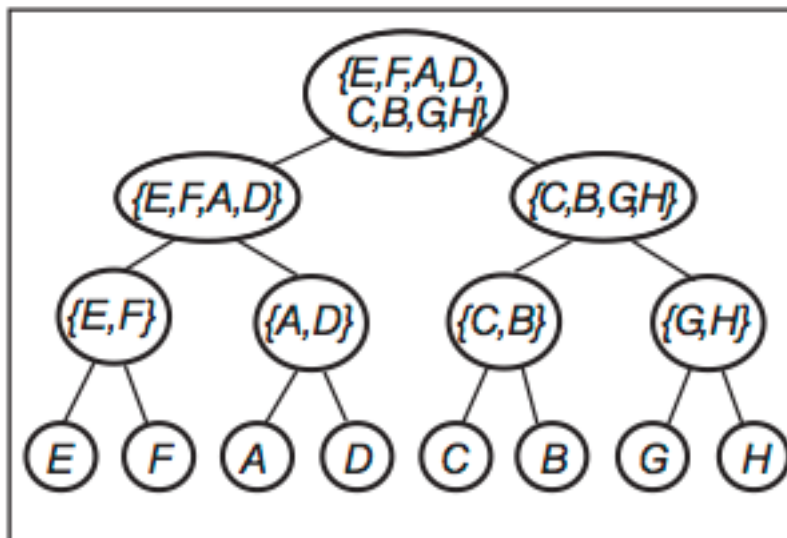 {E,F,A,D,
C,B,G,H}
{E,F,A,D}
{C,B,G,H}
{E,F}
{A,D}
{C,B}
{G,H}
E
F
A
D
C
B
G
H